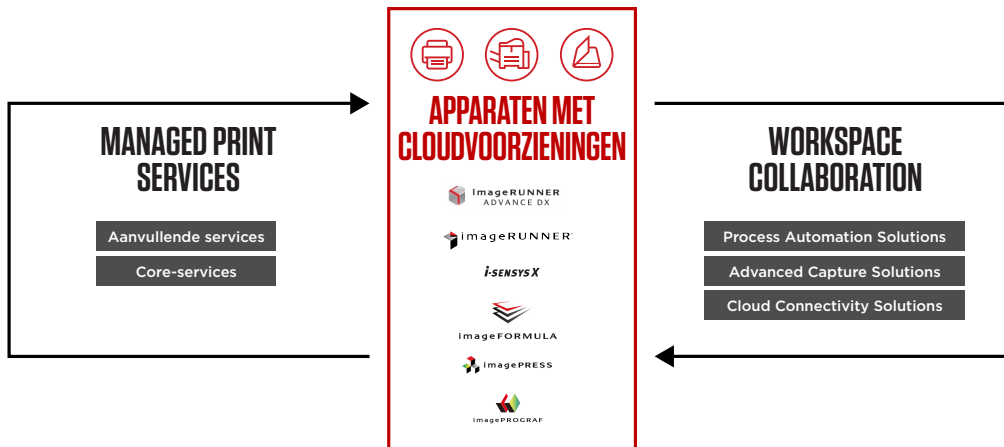 MANAGED PRINT
SERVICES
Aanvullende services
Core-services
APPARATEN MET
CLOUDVOORZIENINGEN
imageRUNNER
ADVANCE DX
imageRUNNER
i-SENSYS X
imageFORMULA
imagePRESS
imagePROGRAF
WORKSPACE
COLLABORATION
Process Automation Solutions
Advanced Capture Solutions
Cloud Connectivity Solutions